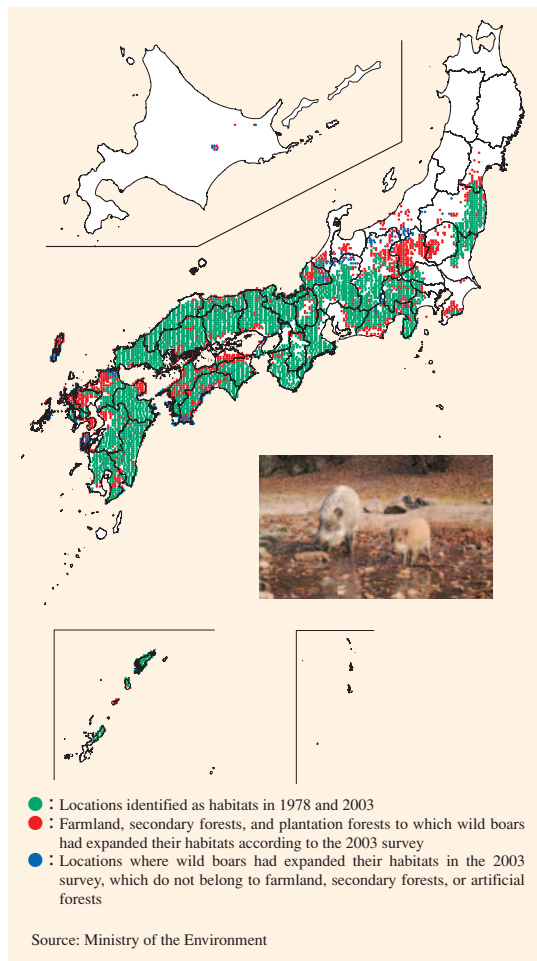 : Locations identified as habitats in 1978 and 2003
: Farmland, secondary forests, and plantation forests to which wild boars
had expanded their habitats according to the 2003 survey
: Locations where wild boars had expanded their habitats in the 2003
survey, which do not belong to farmland, secondary forests, or artificial
forests
Source: Ministry of the Environment